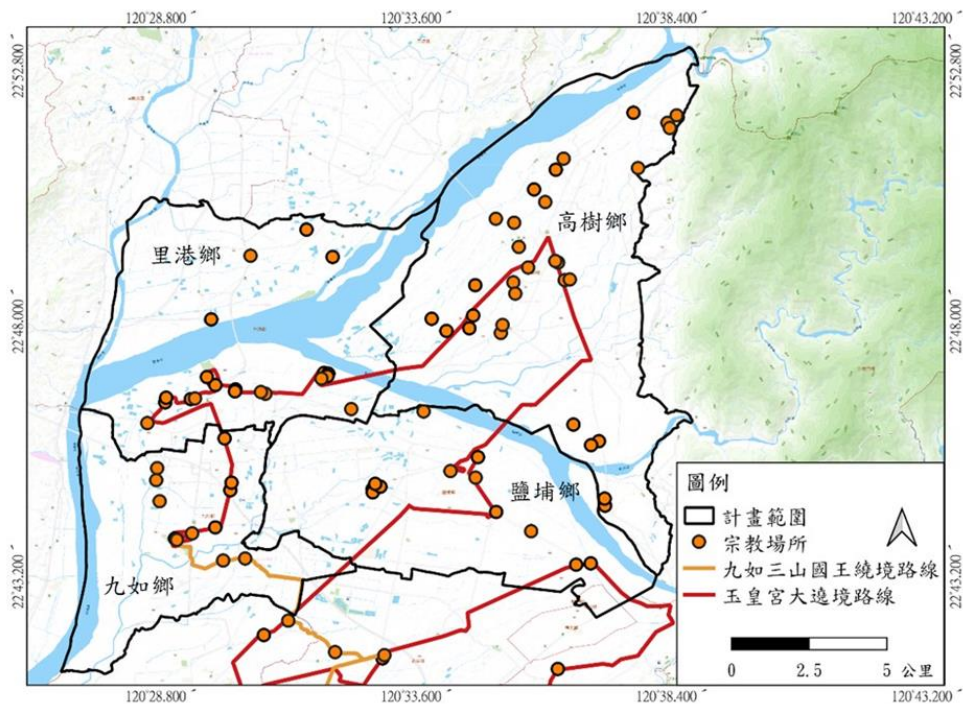 120°28.800′ 120°33.600′ 120°38.400′ 120°43.200′
22°52.800′ 22°52.800′
高樹鄉
里港鄉
22°48.000′ 22°48.000′
鹽埔鄉
九如鄉
22°43.200′ 22°43.200′
圖例
計畫範圍
宗教場所
九如三山國王繞境路線
玉皇宮大遶境路線
0 2.5 5 公里
120°28.800′ 120°33.600′ 120°38.400′ 120°43.200′